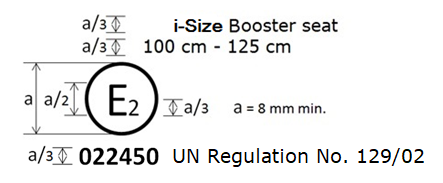 a/3 i-Size Booster seat
a/3 100 cm - 125 cm
a a/2 E2 a/3 a = 8 mm min.
a/3 022450 UN Regulation No. 129/02